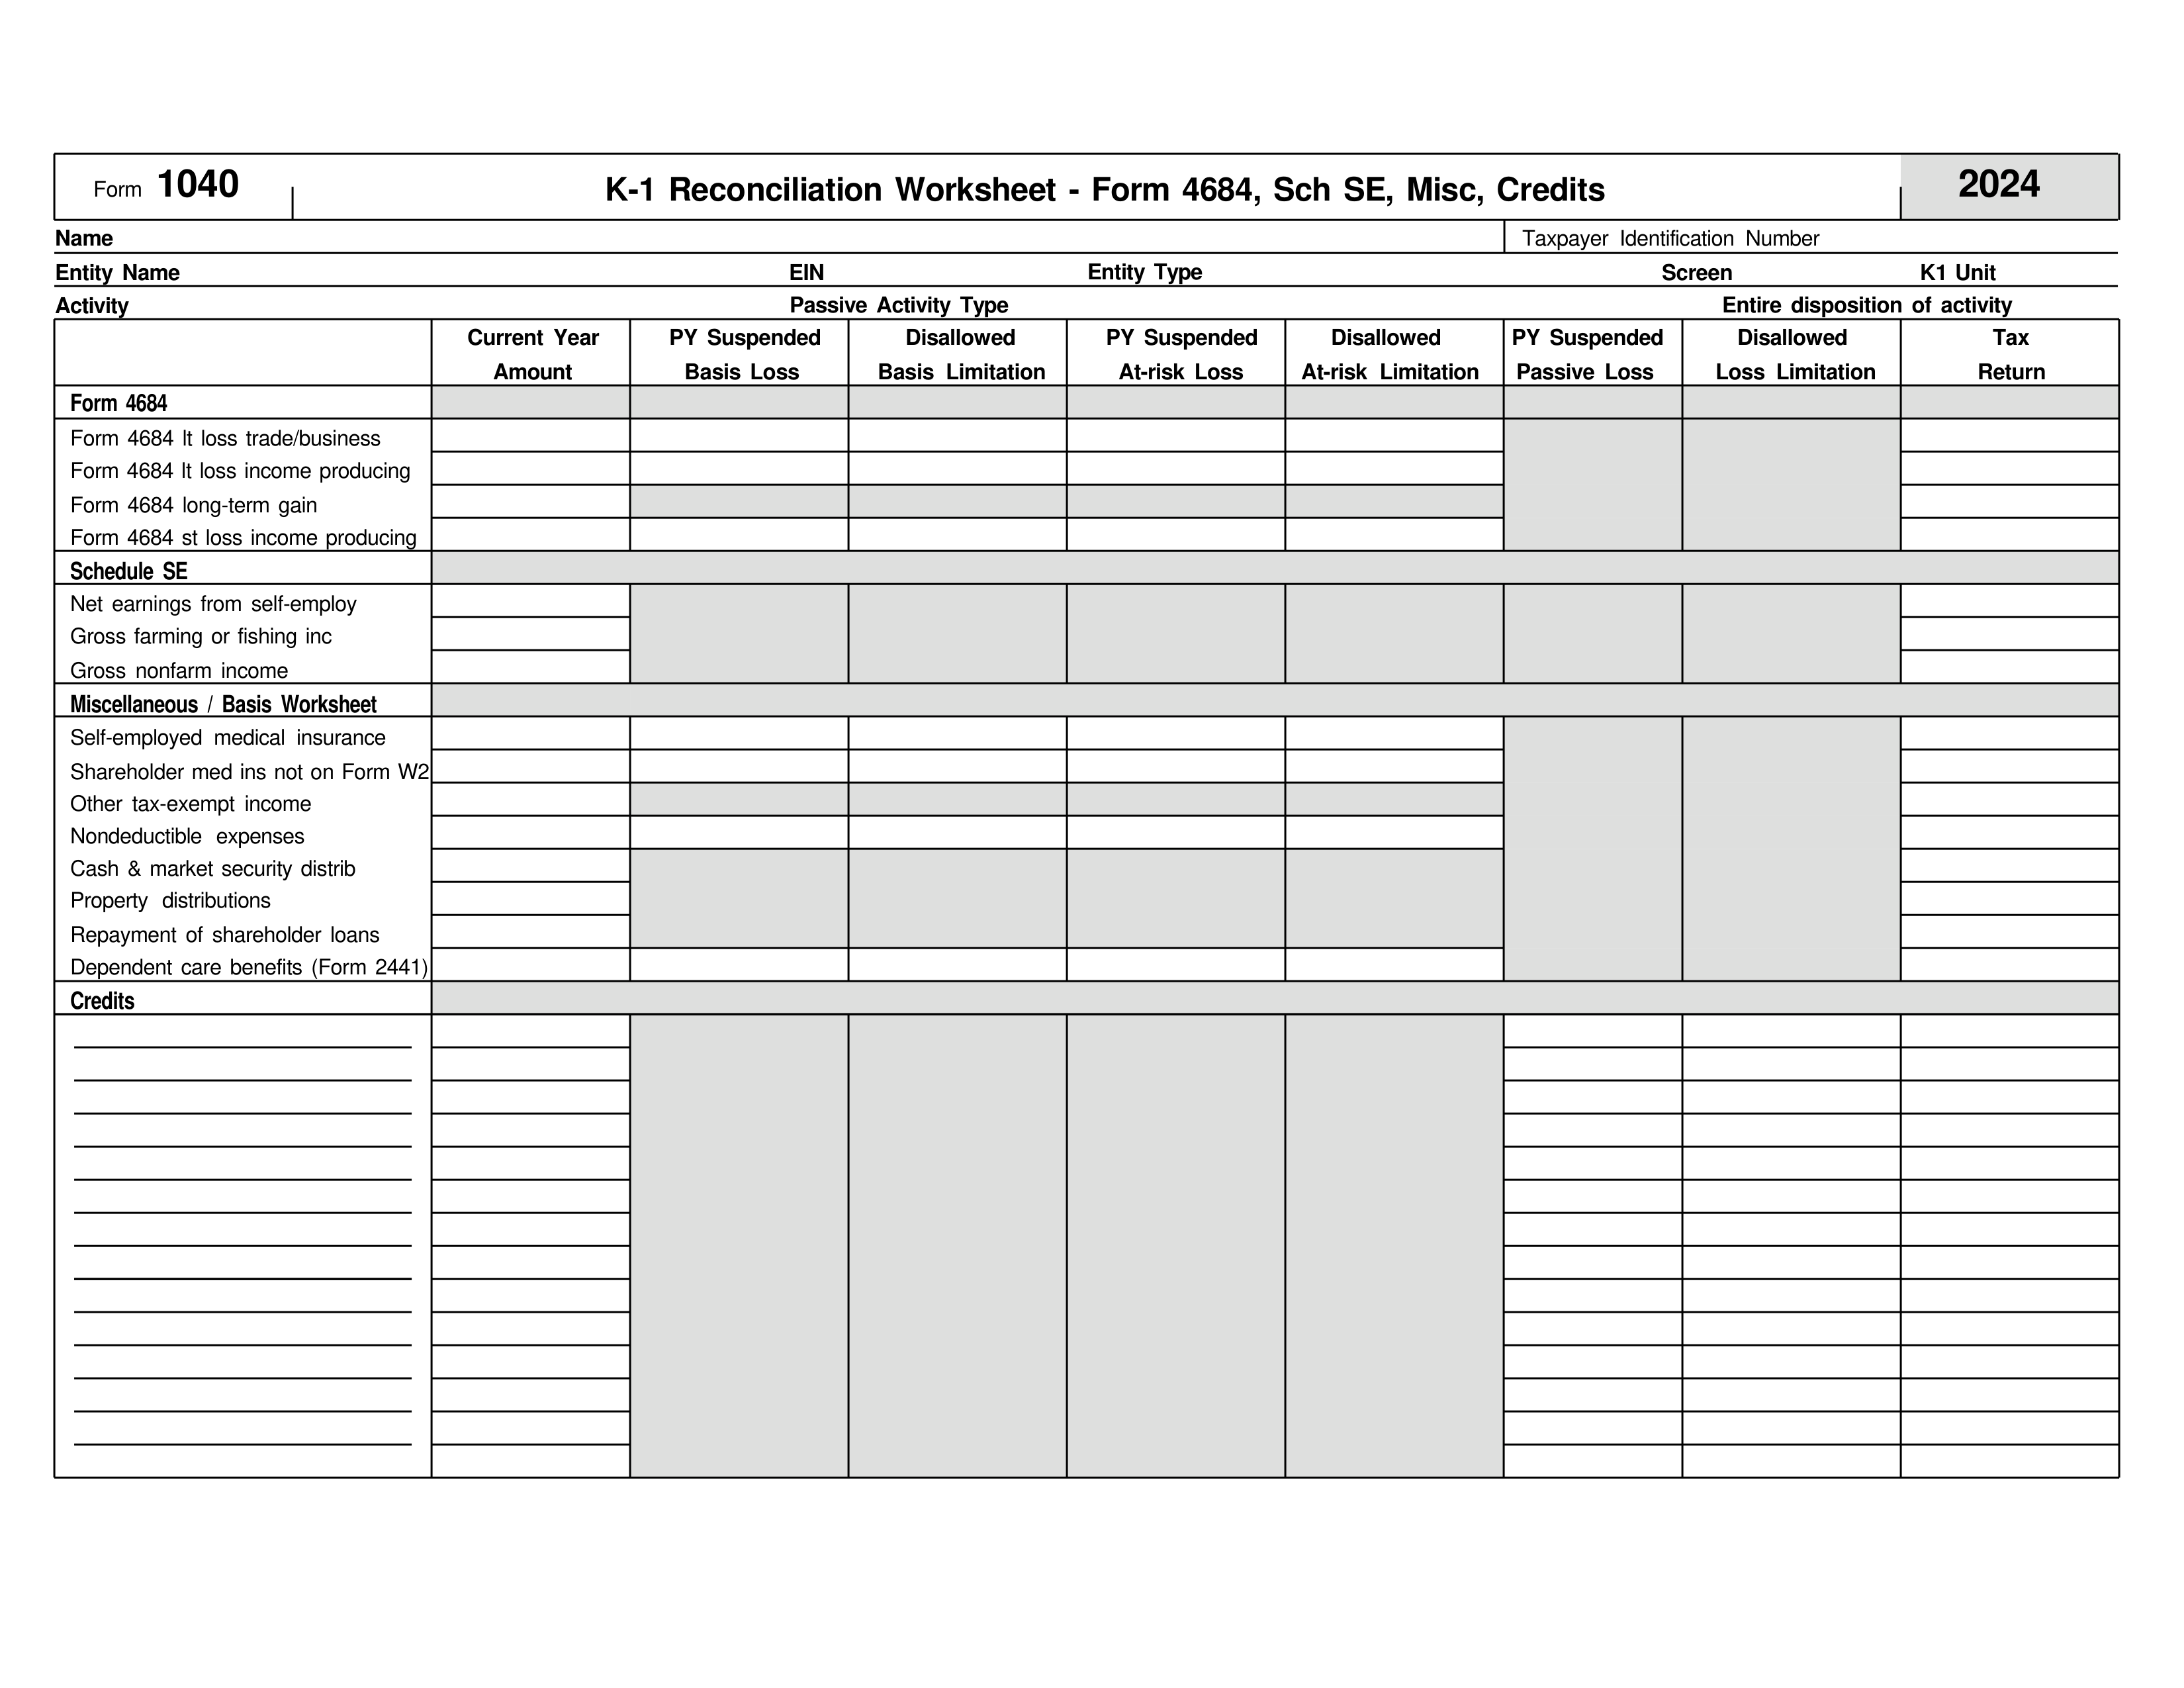 Form 1040 K-1 Reconciliation Worksheet - Form 4684, Sch SE, Misc, Credits 2024
Name Taxpayer Identification Number
Entity Name EIN Entity Type Screen K1 Unit
Activity Passive Activity Type Entire disposition of activity
Current Year PY Suspended Disallowed PY Suspended Disallowed PY Suspended Disallowed Tax
Amount Basis Loss Basis Limitation At-risk Loss At-risk Limitation Passive Loss Loss Limitation Return
Form 4684
Form 4684 lt loss trade/business
Form 4684 lt loss income producing
Form 4684 long-term gain
Form 4684 st loss income producing
Schedule SE
Net earnings from self-employ
Gross farming or fishing inc
Gross nonfarm income
Miscellaneous / Basis Worksheet
Self-employed medical insurance
Shareholder med ins not on Form W2
Other tax-exempt income
Nondeductible expenses
Cash & market security distrib
Property distributions
Repayment of shareholder loans
Dependent care benefits (Form 2441)
Credits